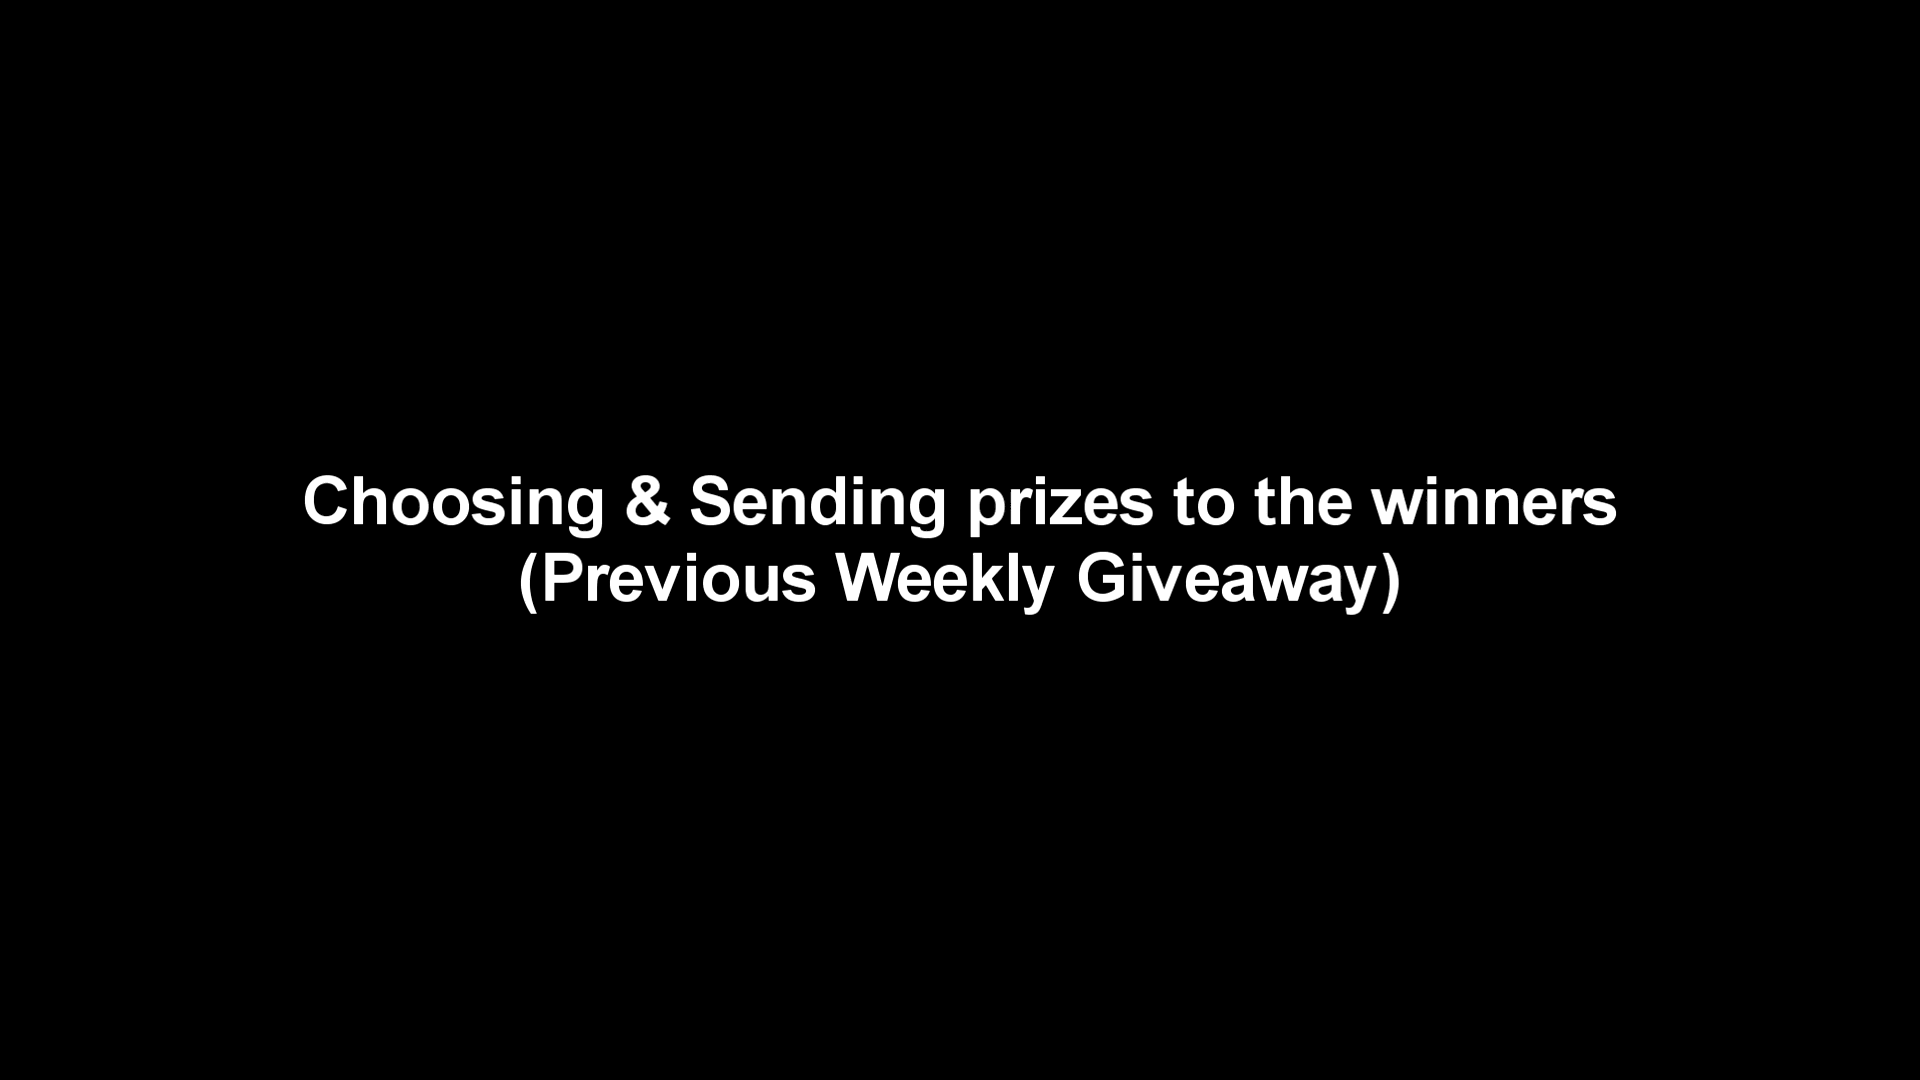 Choosing & Sending prizes to the winners
(Previous Weekly Giveaway)